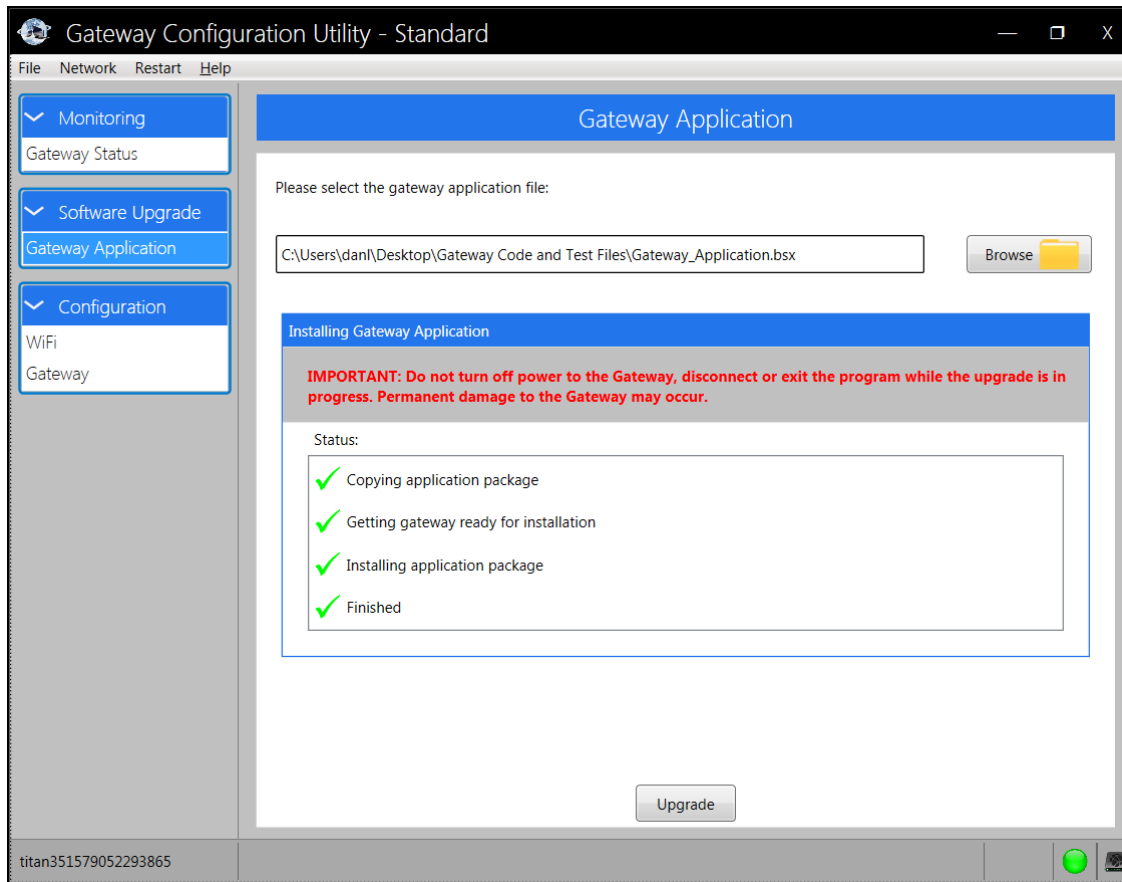 Gateway Configuration Utility - Standard
X
File Network Restart Help
Monitoring
Gateway Status
Software Upgrade
Gateway Application
Configuration
WiFi
Gateway
Gateway Application
Please select the gateway application file:
C:\Users\danl\Desktop\Gateway Code and Test Files\Gateway_Application.bsx
Browse
Installing Gateway Application
IMPORTANT: Do not turn off power to the Gateway, disconnect or exit the program while the upgrade is in
progress. Permanent damage to the Gateway may occur.
Status:
Copying application package
Getting gateway ready for installation
Installing application package
Finished
Upgrade
titan351579052293865